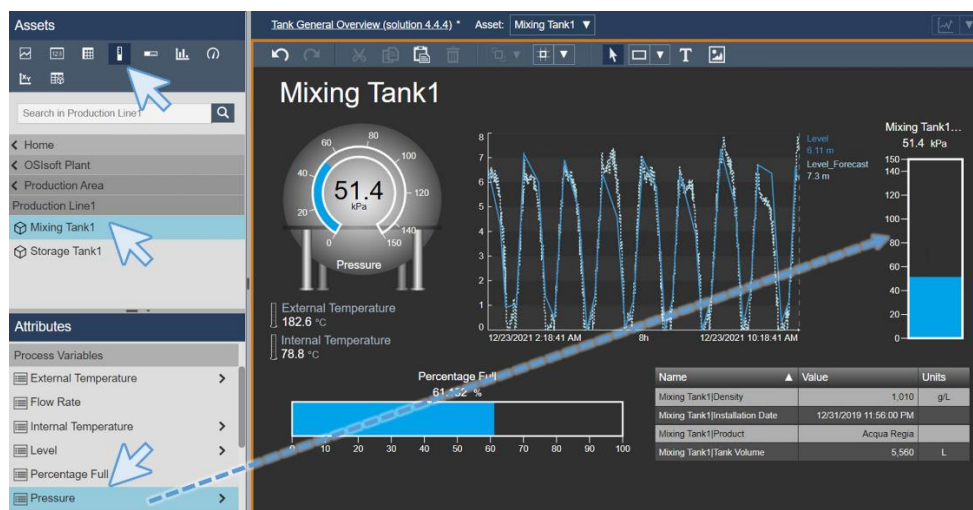 Assets
Tank General Overview (solution 4.4.4) * Asset: Mixing Tank1 ▼
Search in Production Line1
Home
OSIsoft Plant
Production Area
Production Line1
Mixing Tank1
Storage Tank1
Attributes
Process Variables
External Temperature
Flow Rate
Internal Temperature
Level
Percentage Full
Pressure
T
Mixing Tank1
0
20
40
60
80
100
120
140
150
51.4
kPa
Pressure
External Temperature
182.6 °C
Internal Temperature
78.8 °C
8
7
6
5
4
3
2
1
0
12/23/2021 2:18:41 AM 8h 12/23/2021 10:18:41 AM
Level
6.11 m
Level_Forecast
7.3 m
Mixing Tank1...
51.4 kPa
150
140
120
100
80
60
40
20
0
Percentage Full
%
0 10 20 30 40 50 60 70 80 90 100
Name Value Units
Mixing Tank1|Density 1,010 g/L
Mixing Tank1|Installation Date 12/31/2019 11:56:00 PM
Mixing Tank1|Product Acqua Regia
Mixing Tank1|Tank Volume 5,560 L